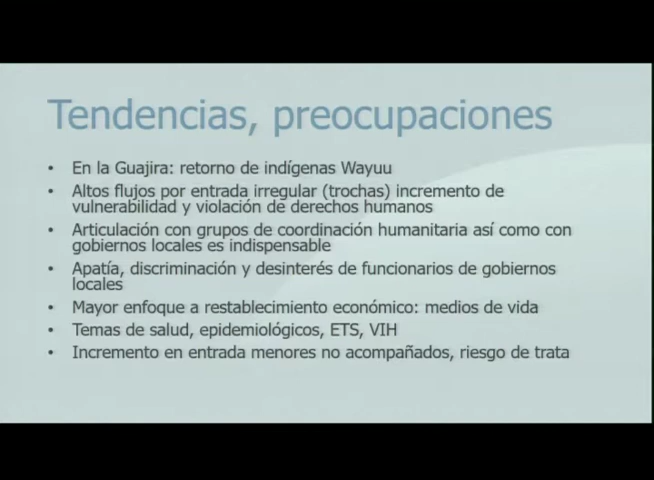 Tendencias, preocupaciones
• En la Guajira: retorno de indígenas Wayuu
• Altos flujos por entrada irregular (trochas) incremento de
vulnerabilidad y violación de derechos humanos
• Articulación con grupos de coordinación humanitaria así como con
gobiernos locales es indispensable
• Apatía, discriminación y desinterés de funcionarios de gobiernos
locales
• Mayor enfoque a restablecimiento económico: medios de vida
• Temas de salud, epidemiológicos, ETS, VIH
• Incremento en entrada menores no acompañados, riesgo de trata